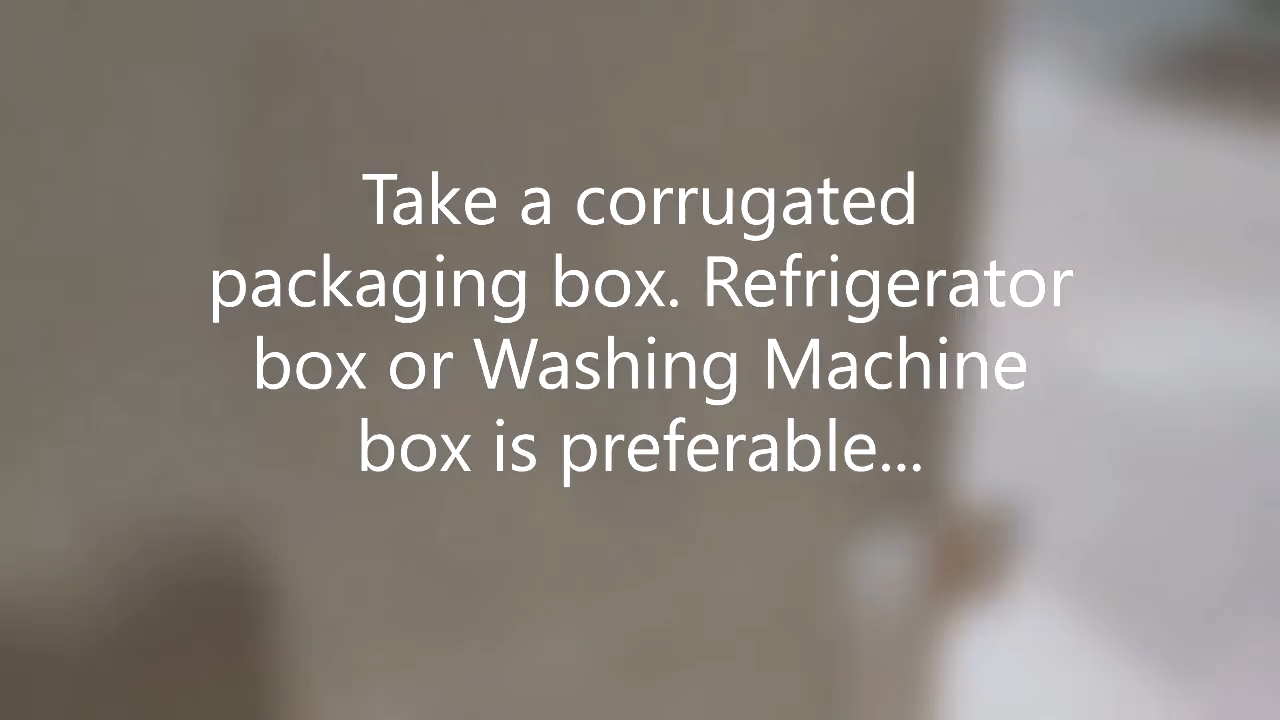 Take a corrugated
packaging box. Refrigerator
box or Washing Machine
box is preferable...